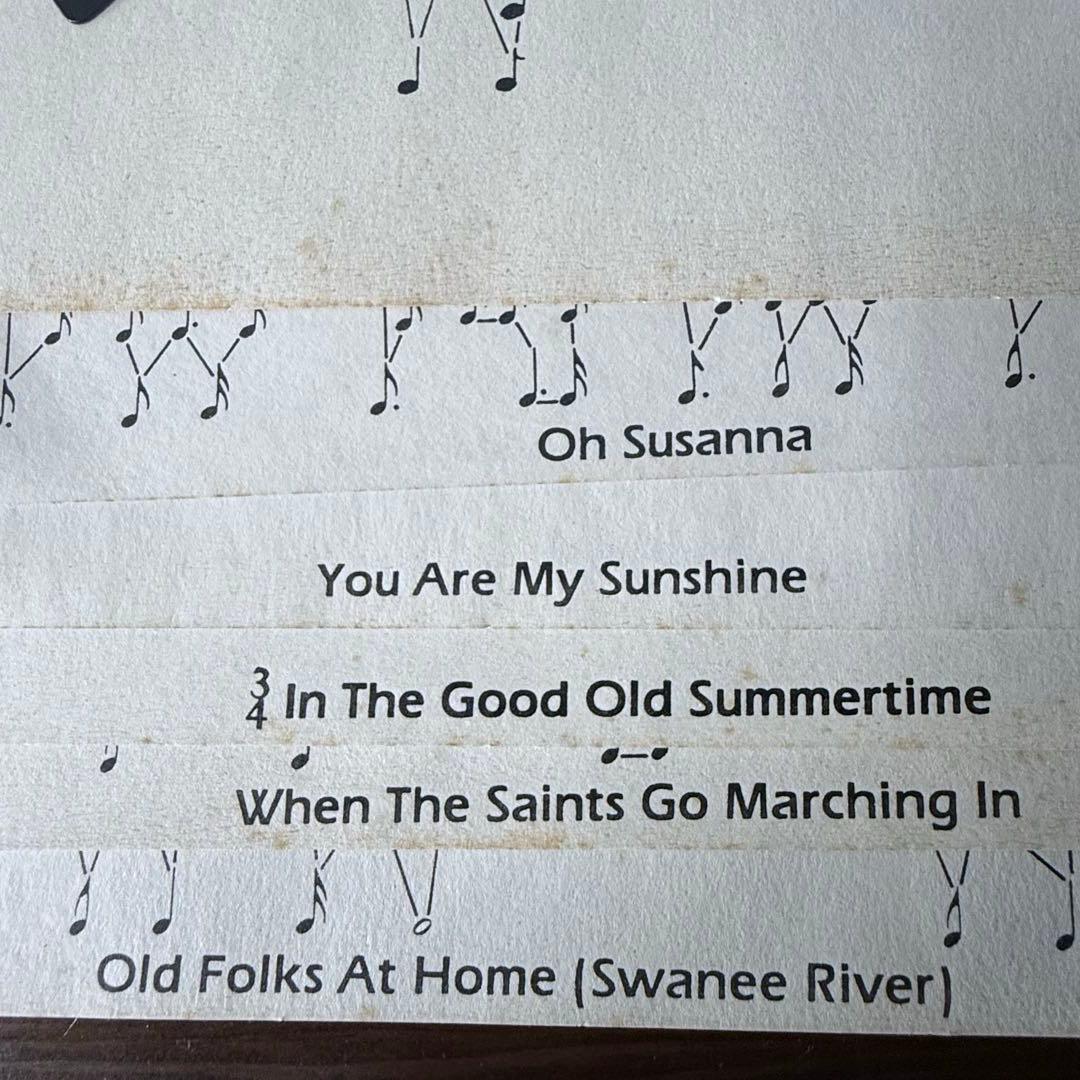 Oh Susanna
You Are My Sunshine
3/4 In The Good Old Summertime
When The Saints Go Marching In
Old Folks At Home (Swanee River)